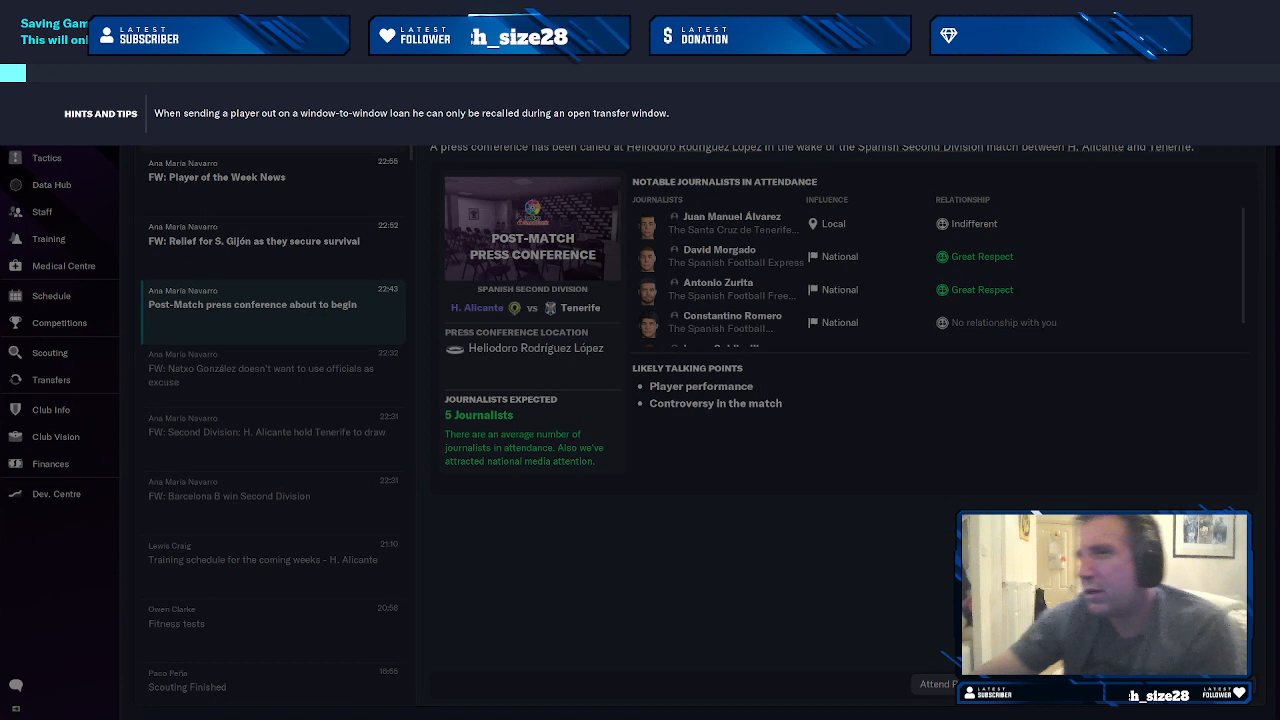 Saving Gam
This will onl
LATEST
SUBSCRIBER
LATEST
FOLLOWER
h_size28
LATEST
DONATION
HINTS AND TIPS
When sending a player out on a window-to-window loan he can only be recalled during an open transfer window.
A press conference has been called at Heliodoro Rodríguez López in the wake of the Spanish Second Division match between H. Alicante and Tenerife.
Tactics
Data Hub
Staff
Training
Medical Centre
Schedule
Competitions
Scouting
Transfers
Club Info
Club Vision
Finances
Dev. Centre
Ana María Navarro 22:55
FW: Player of the Week News
Ana María Navarro 22:52
FW: Relief for S. Gijón as they secure survival
Ana María Navarro 22:43
Post-Match press conference about to begin
Ana María Navarro 22:32
FW: Natxo González doesn't want to use officials as
excuse
Ana María Navarro 22:31
FW: Second Division: H. Alicante hold Tenerife to draw
Ana María Navarro 22:31
FW: Barcelona B win Second Division
Lewis Craig 21:10
Training schedule for the coming weeks - H. Alicante
Owen Clarke 20:58
Fitness tests
Paco Peña 16:55
Scouting Finished
POST-MATCH
PRESS CONFERENCE
SPANISH SECOND DIVISION
H. Alicante vs Tenerife
PRESS CONFERENCE LOCATION
Heliodoro Rodríguez López
JOURNALISTS EXPECTED
5 Journalists
There are an average number of
journalists in attendance. Also we've
attracted national media attention.
NOTABLE JOURNALISTS IN ATTENDANCE
JOURNALISTS INFLUENCE RELATIONSHIP
Juan Manuel Álvarez
The Santa Cruz de Tenerife...
Local
Indifferent
David Morgado
The Spanish Football Express
National
Great Respect
Antonio Zurita
The Spanish Football Free...
National
Great Respect
Constantino Romero
The Spanish Football...
National
No relationship with you
LIKELY TALKING POINTS
Player performance
Controversy in the match
Attend
LATEST
SUBSCRIBER
h_size28
LATEST
FOLLOWER